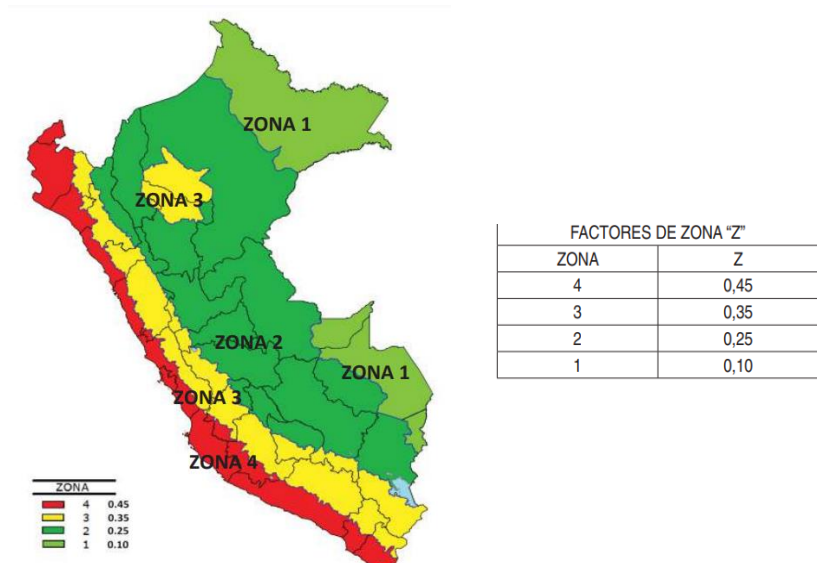 ZONA 1
ZONA 3
ZONA 2
ZONA 1
ZONA 3
ZONA 4
ZONA
4 0.45
3 0.35
2 0.25
1 0.10
FACTORES DE ZONA “Z”
ZONA Z
4 0,45
3 0,35
2 0,25
1 0,10